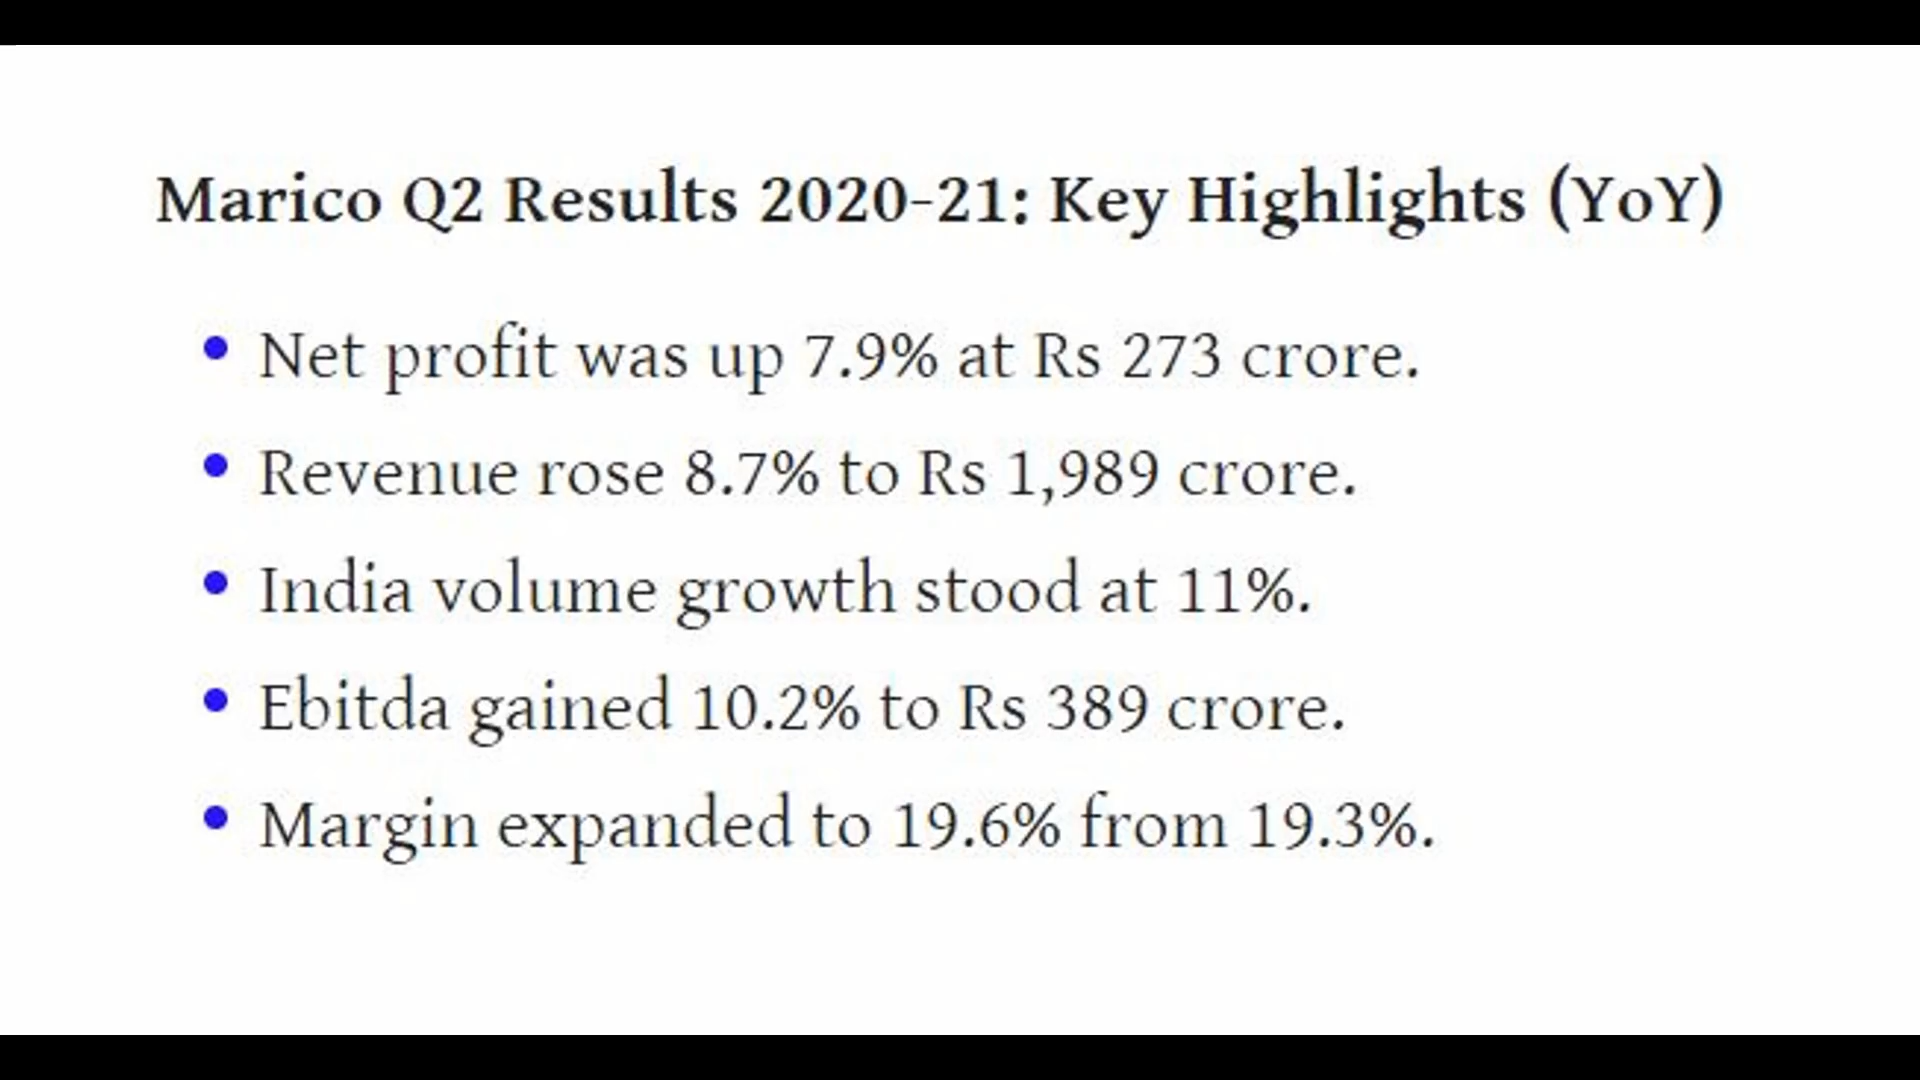 Marico Q2 Results 2020-21: Key Highlights (YoY)
• Net profit was up 7.9% at Rs 273 crore.
• Revenue rose 8.7% to Rs 1,989 crore.
• India volume growth stood at 11%.
• Ebitda gained 10.2% to Rs 389 crore.
• Margin expanded to 19.6% from 19.3%.